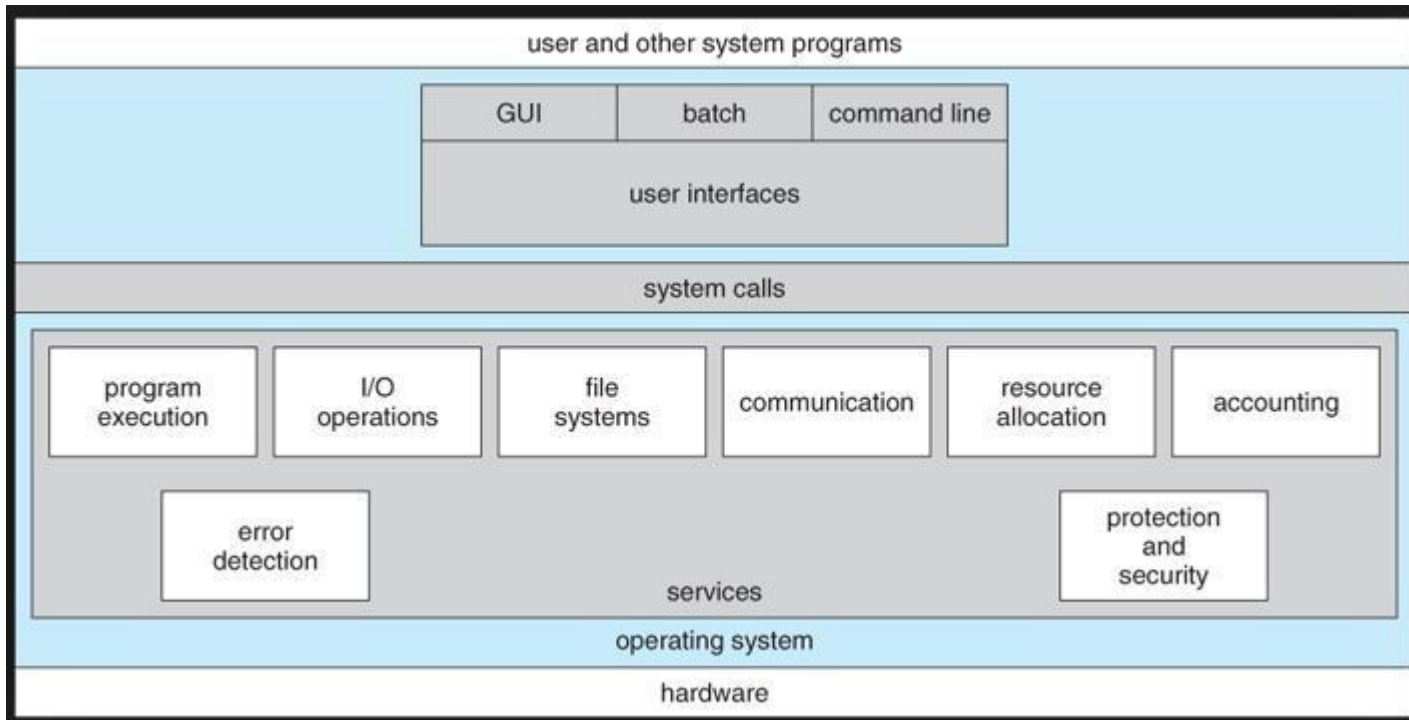 user and other system programs
GUI
batch
command line
user interfaces
system calls
program
execution
I/O
operations
file
systems
communication
resource
allocation
accounting
error
detection
protection
and
security
services
operating system
hardware